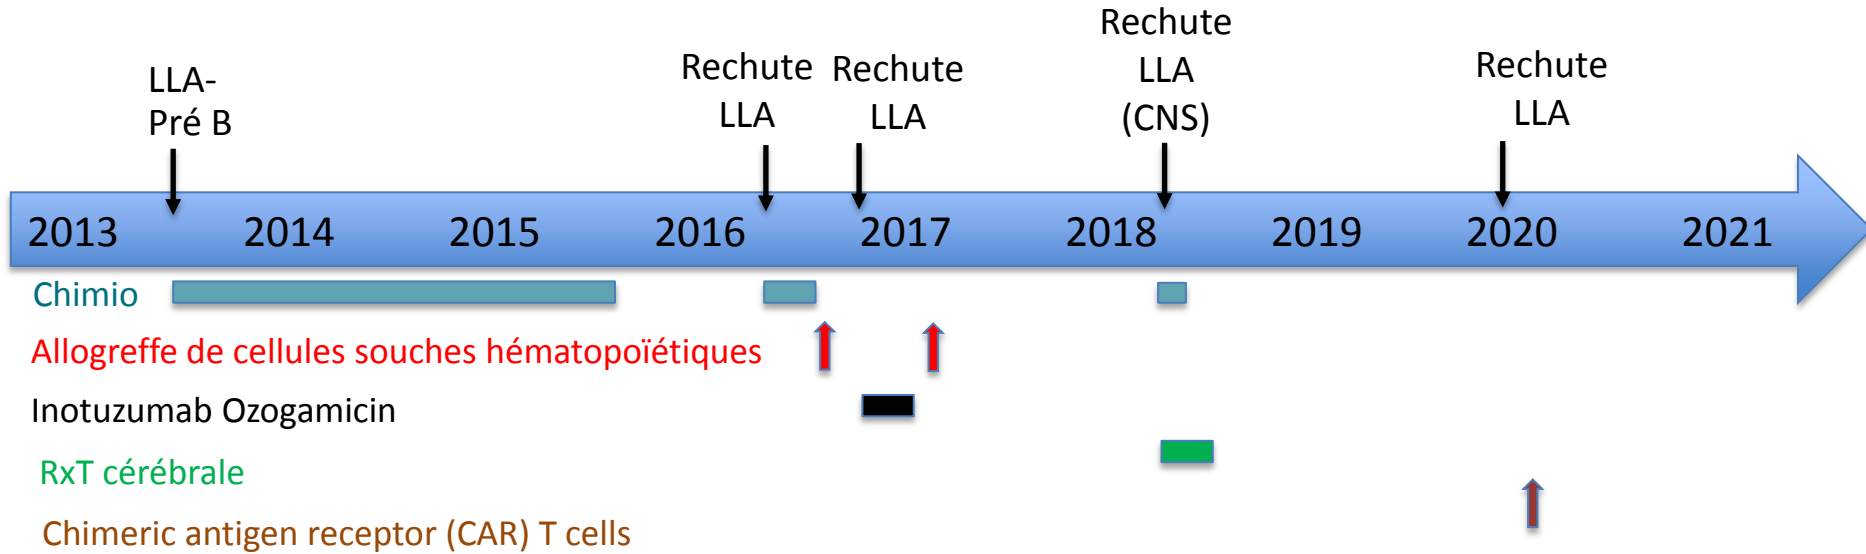 LLA-
Pré B
Rechute
LLA
Rechute
LLA
Rechute
LLA
(CNS)
Rechute
LLA
2013 2014 2015 2016 2017 2018 2019 2020 2021
Chimio
Allogreffe de cellules souches hématopoïétiques
Inotuzumab Ozogamicin
RxT cérébrale
Chimeric antigen receptor (CAR) T cells